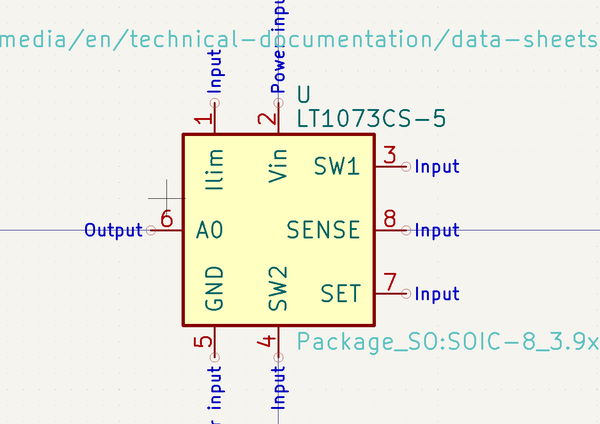 media/en/technical-documentation/data-sheets
Input
Power input
U
LT1073CS-5
1
2
Ilim
Vin
SW1
3
Input
6
Output
A0
SENSE
8
Input
GND
SW2
SET
7
Input
5
4
Package_SO:SOIC-8_3.9x
input
Input